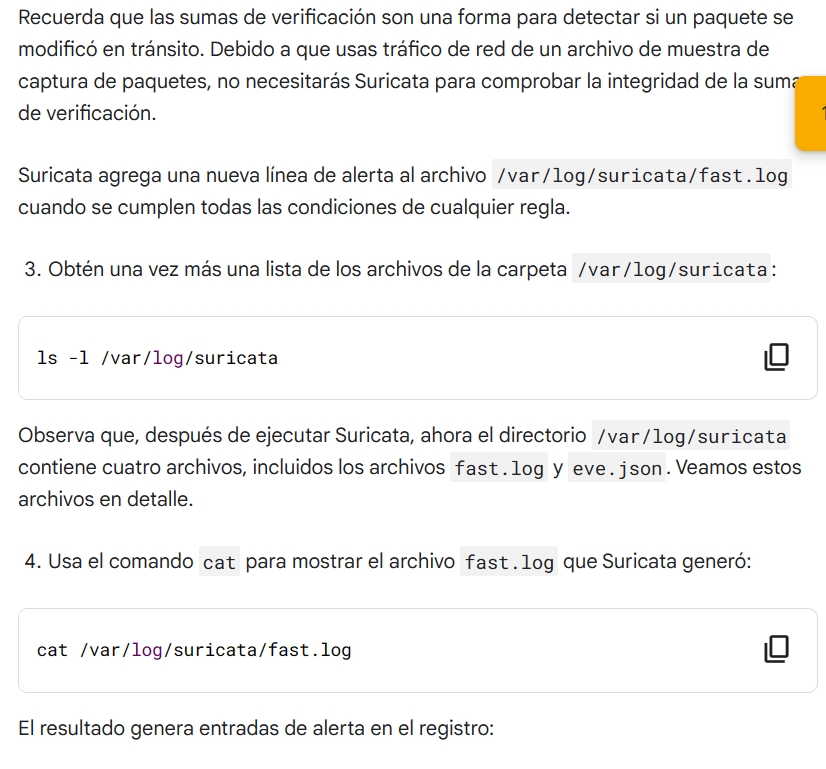 Recuerda que las sumas de verificación son una forma para detectar si un paquete se
modificó en tránsito. Debido a que usas tráfico de red de un archivo de muestra de
captura de paquetes, no necesitarás Suricata para comprobar la integridad de la suma
de verificación.
Suricata agrega una nueva línea de alerta al archivo /var/log/suricata/fast.log
cuando se cumplen todas las condiciones de cualquier regla.
3. Obtén una vez más una lista de los archivos de la carpeta /var/log/suricata:
ls -l /var/log/suricata
Observa que, después de ejecutar Suricata, ahora el directorio /var/log/suricata
contiene cuatro archivos, incluidos los archivos fast.log y eve.json. Veamos estos
archivos en detalle.
4. Usa el comando cat para mostrar el archivo fast.log que Suricata generó:
cat /var/log/suricata/fast.log
El resultado genera entradas de alerta en el registro: